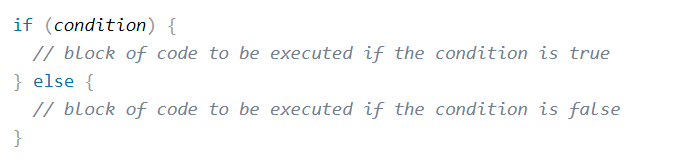 if (condition) {
  // block of code to be executed if the condition is true
} else {
  // block of code to be executed if the condition is false
}